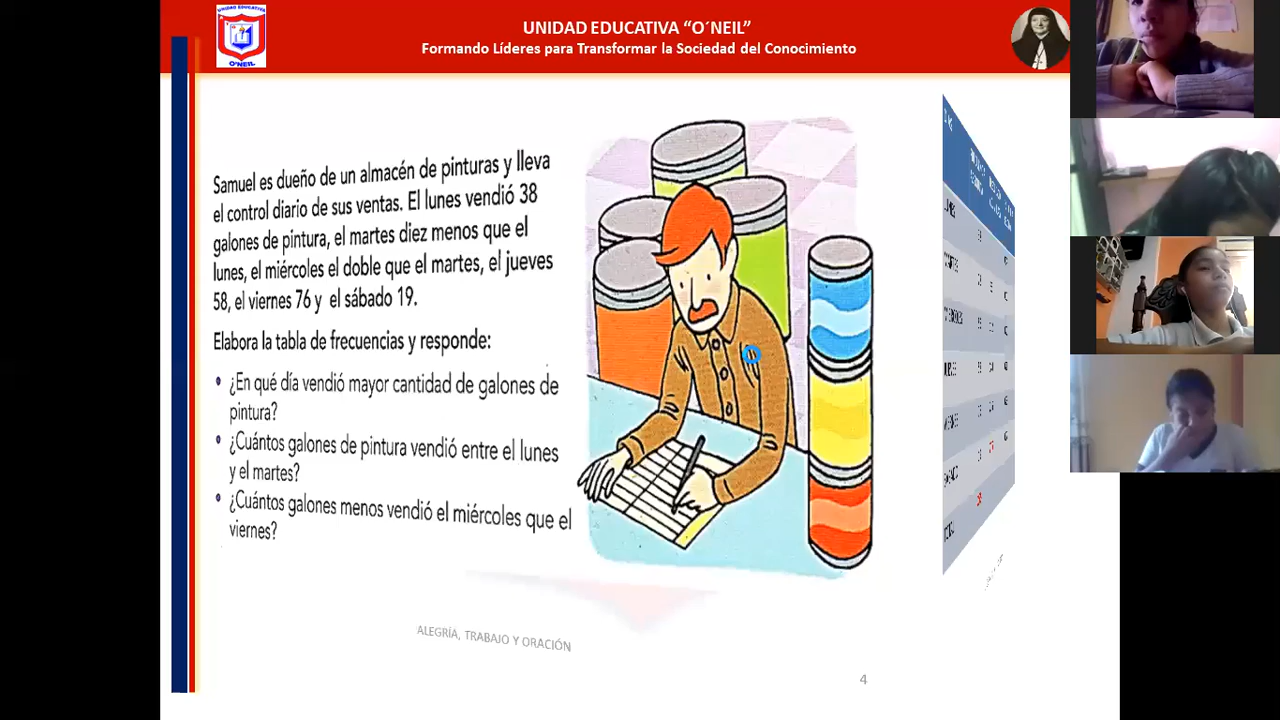 UNIDAD EDUCATIVA
O'NEIL
UNIDAD EDUCATIVA “O´NEIL”
Formando Líderes para Transformar la Sociedad del Conocimiento
Samuel es dueño de un almacén de pinturas y lleva
el control diario de sus ventas. El lunes vendió 38
galones de pintura, el martes diez menos que el
lunes, el miércoles el doble que el martes, el jueves
58, el viernes 76 y el sábado 19.
Elabora la tabla de frecuencias y responde:
• ¿En qué día vendió mayor cantidad de galones de
pintura?
• ¿Cuántos galones de pintura vendió entre el lunes
y el martes?
• ¿Cuántos galones menos vendió el miércoles que el
viernes?
ALEGRÍA, TRABAJO Y ORACIÓN
4